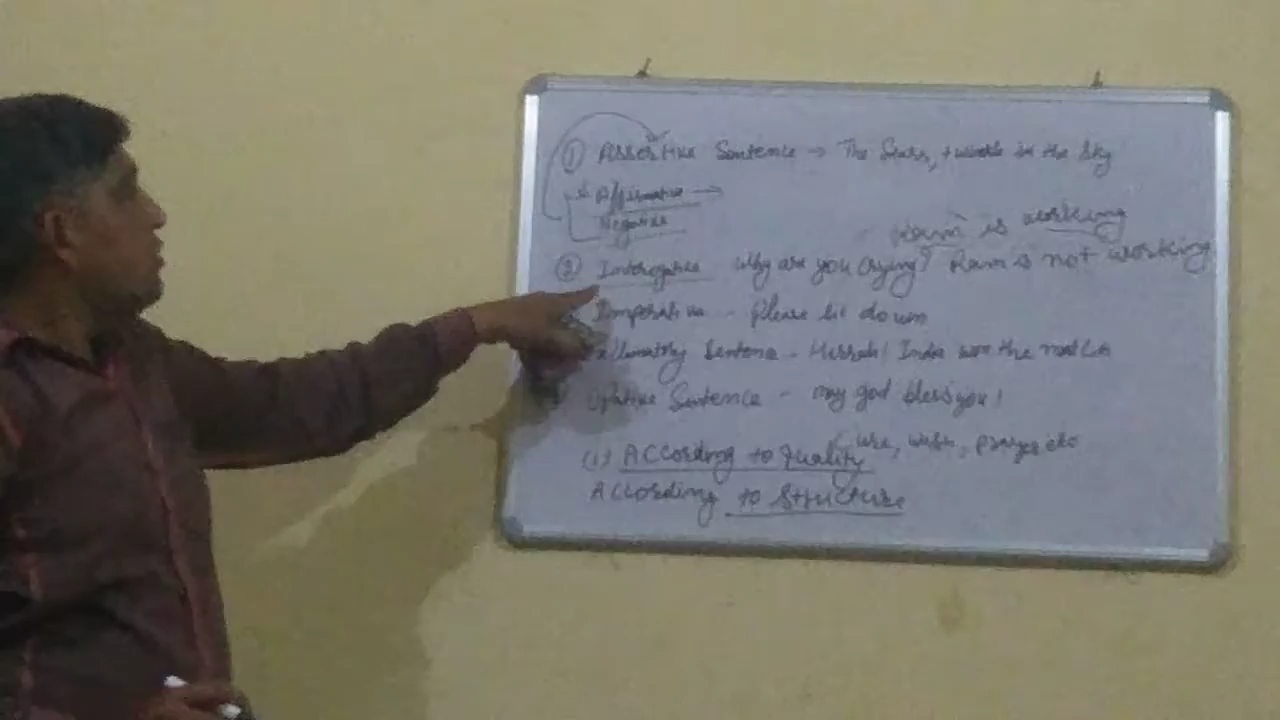 ① Assertive Sentence → The Stars, twinkle in the Sky
Affirmative →
Negative
Ram is working
② Interogative Why are you Crying? Ram is not working
Imperative - Please sit down
Sentence - Hurrah! India won the match
Optative Sentence - may god bless you!
wish, prayer etc
(1) According to Quality
According to Structure